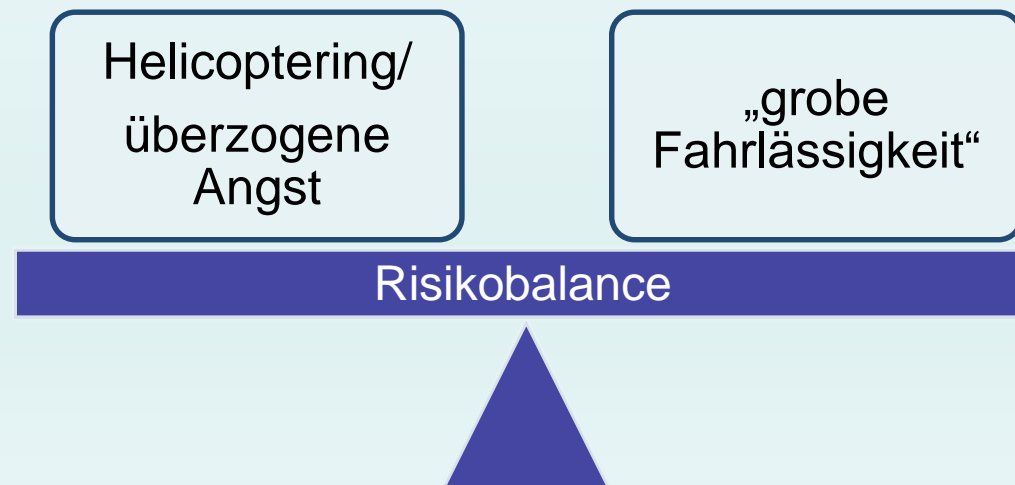 Helicoptering/
überzogene
Angst
„grobe
Fahrlässigkeit“
Risikobalance